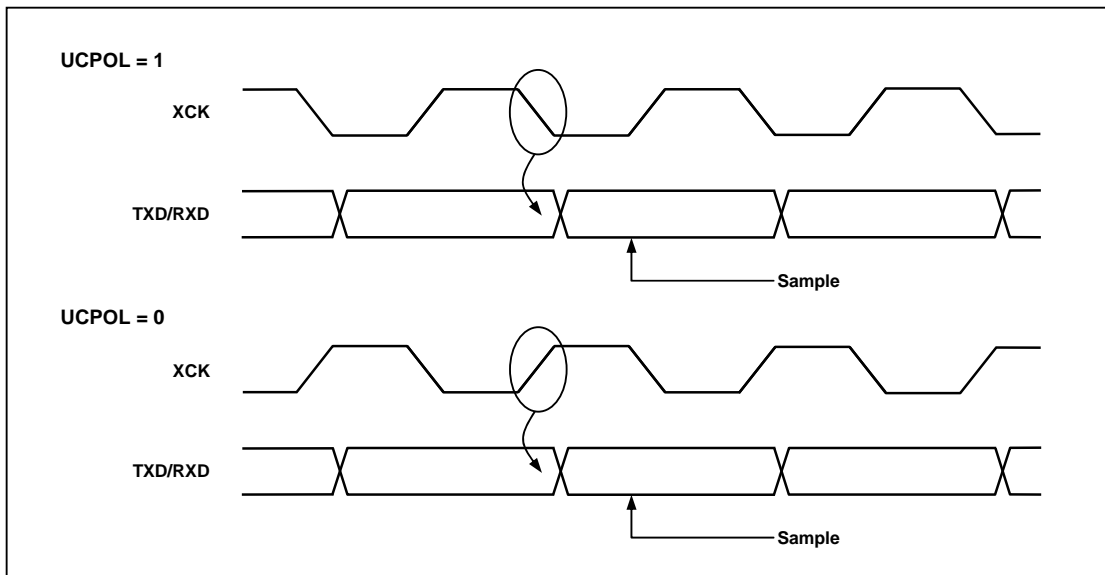 UCPOL = 1
XCK
TXD/RXD
Sample
UCPOL = 0
XCK
TXD/RXD
Sample